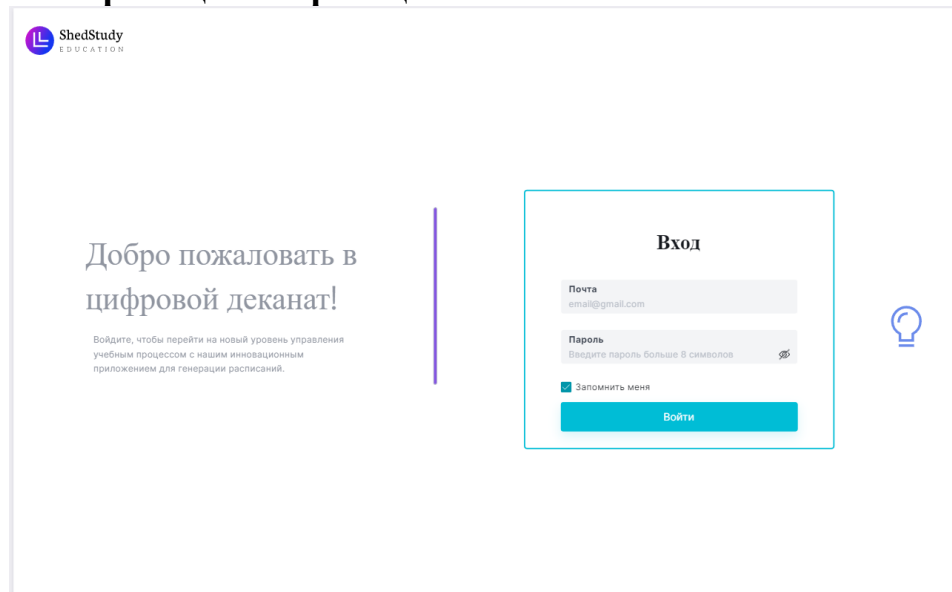 ShedStudy
EDUCATION
Добро пожаловать в
цифровой деканат!
Войдите, чтобы перейти на новый уровень управления
учебным процессом с нашим инновационным
приложением для генерации расписаний.
Вход
Почта
email@gmail.com
Пароль
Введите пароль больше 8 символов
Запомнить меня
Войти